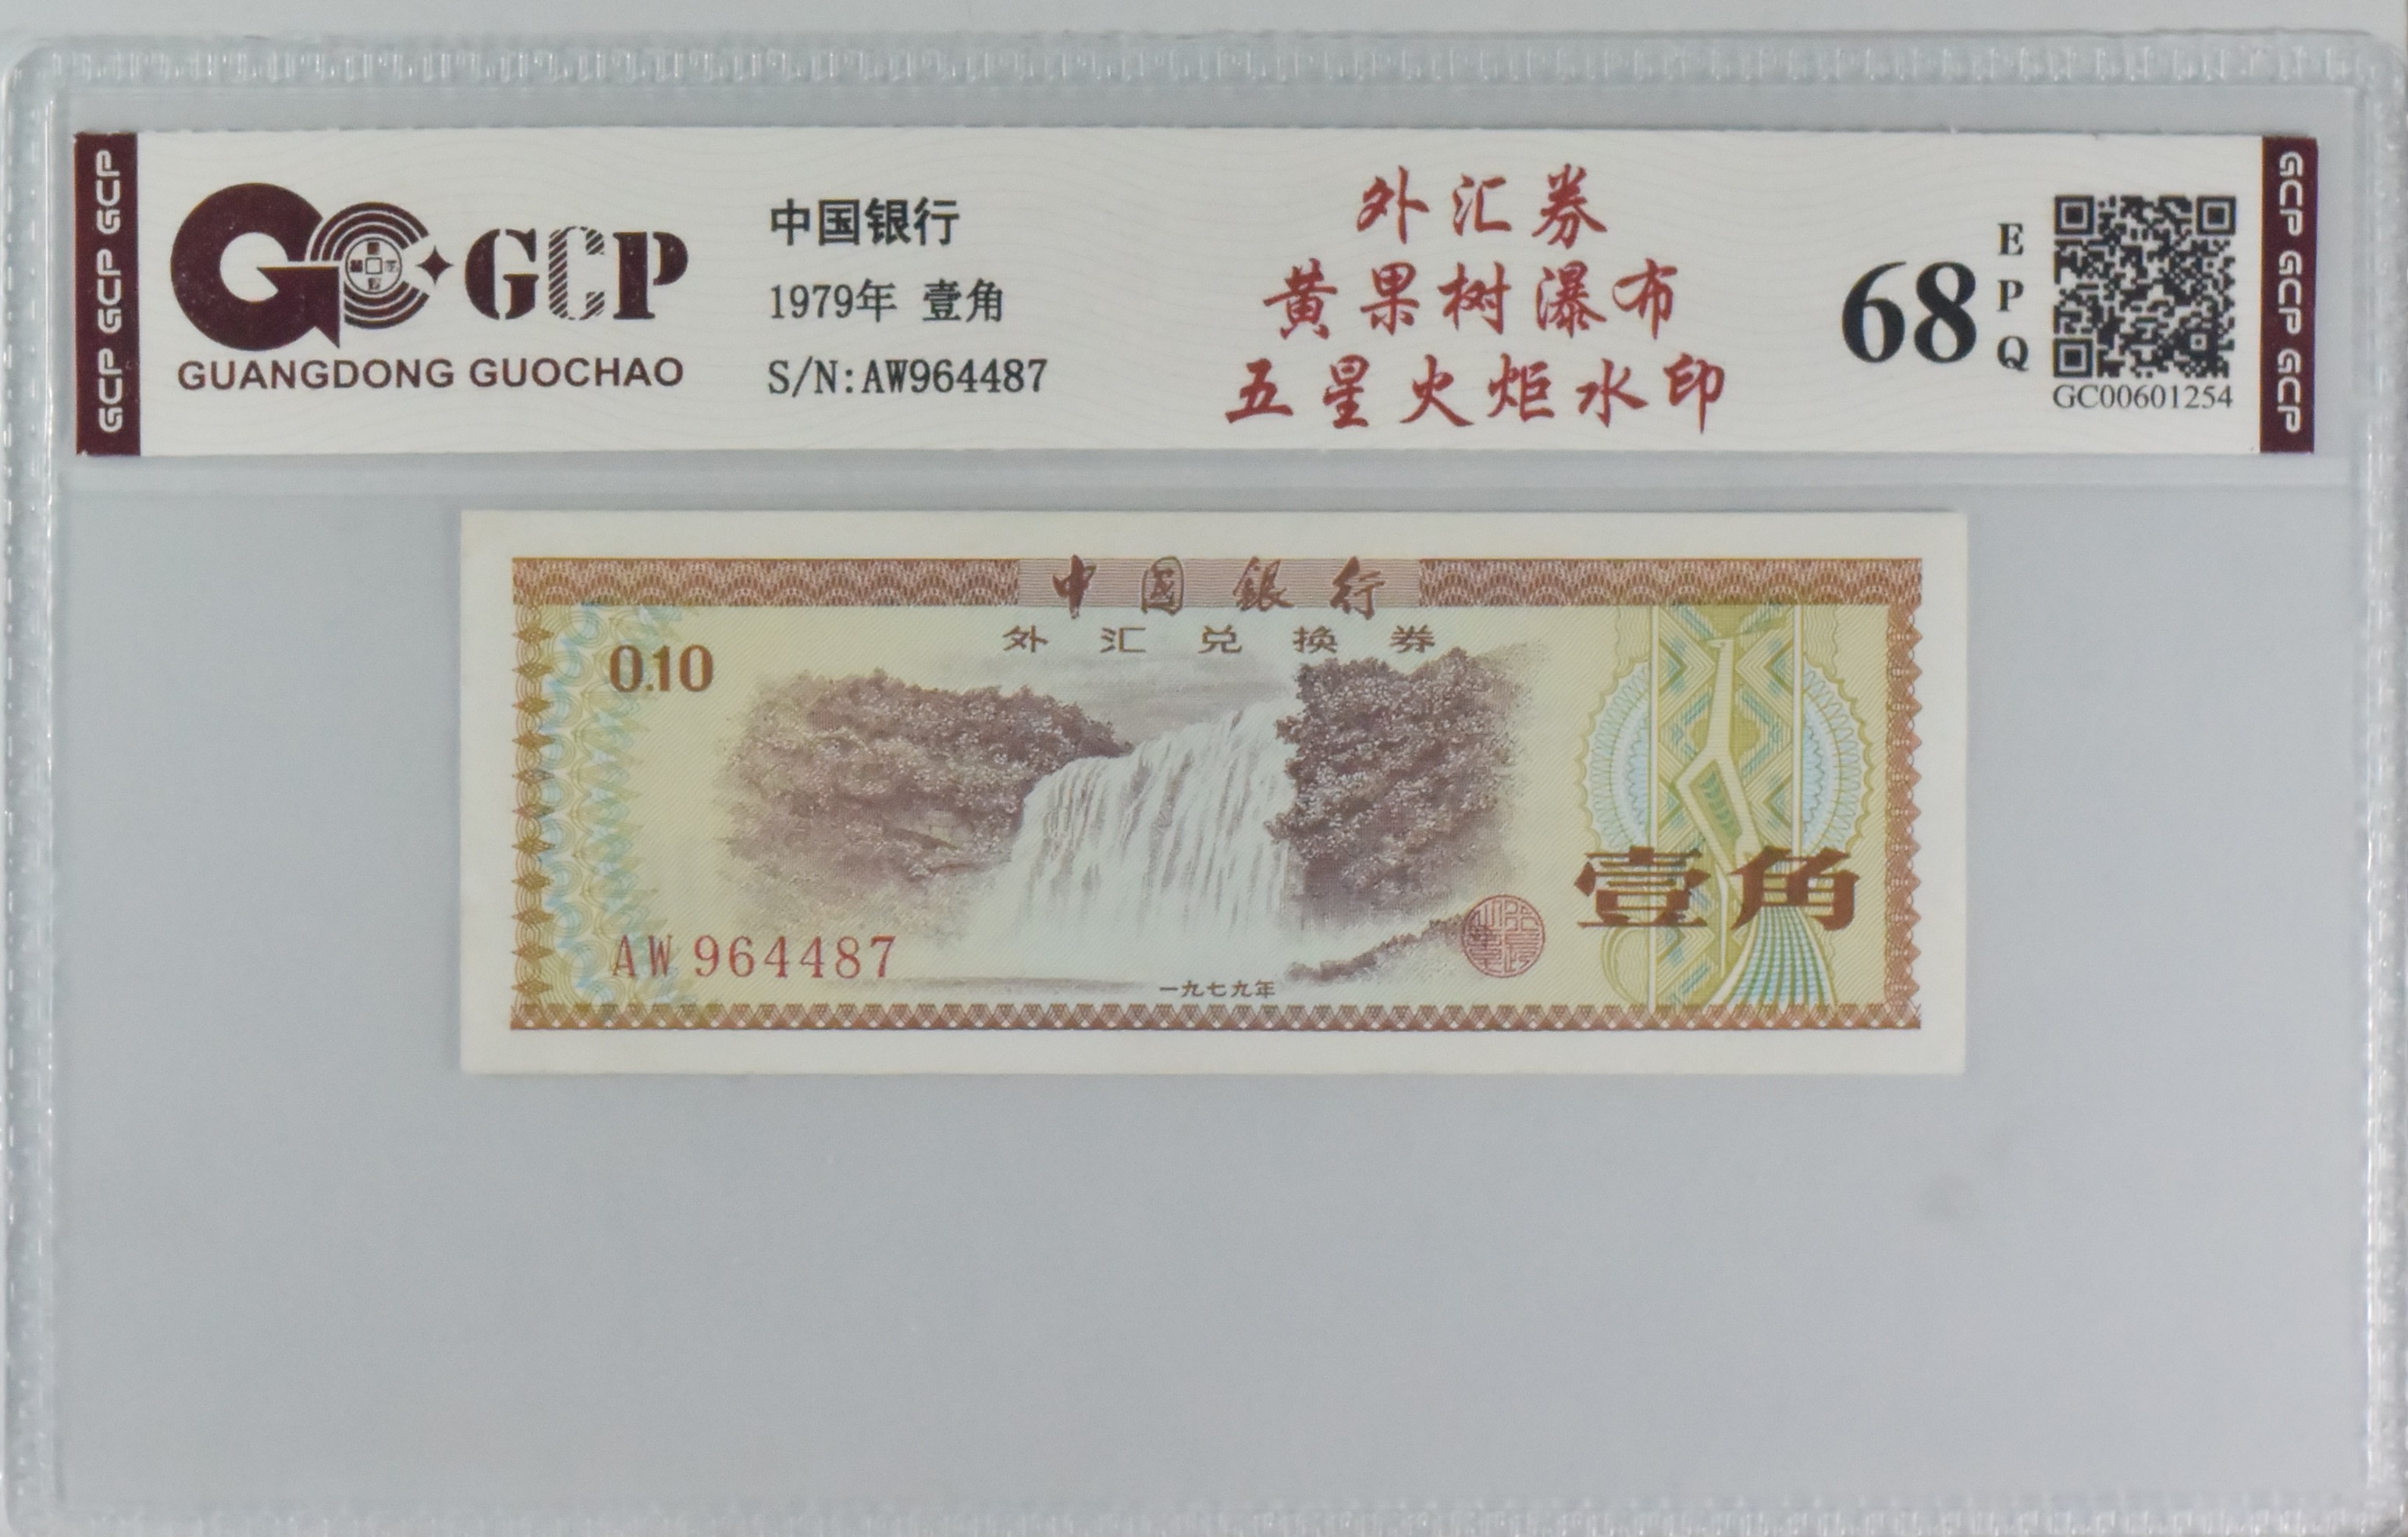 GCP GCP GCP
GCP
GUANGDONG GUOCHAO
中国银行
1979年 壹角
S/N:AW964487
外汇券
黄果树瀑布
五星火炬水印
68
EPQ
GC00601254
GCP GCP GCP
中国銀行
外汇兑换券
0.10
壹角
AW 964487
一九七九年